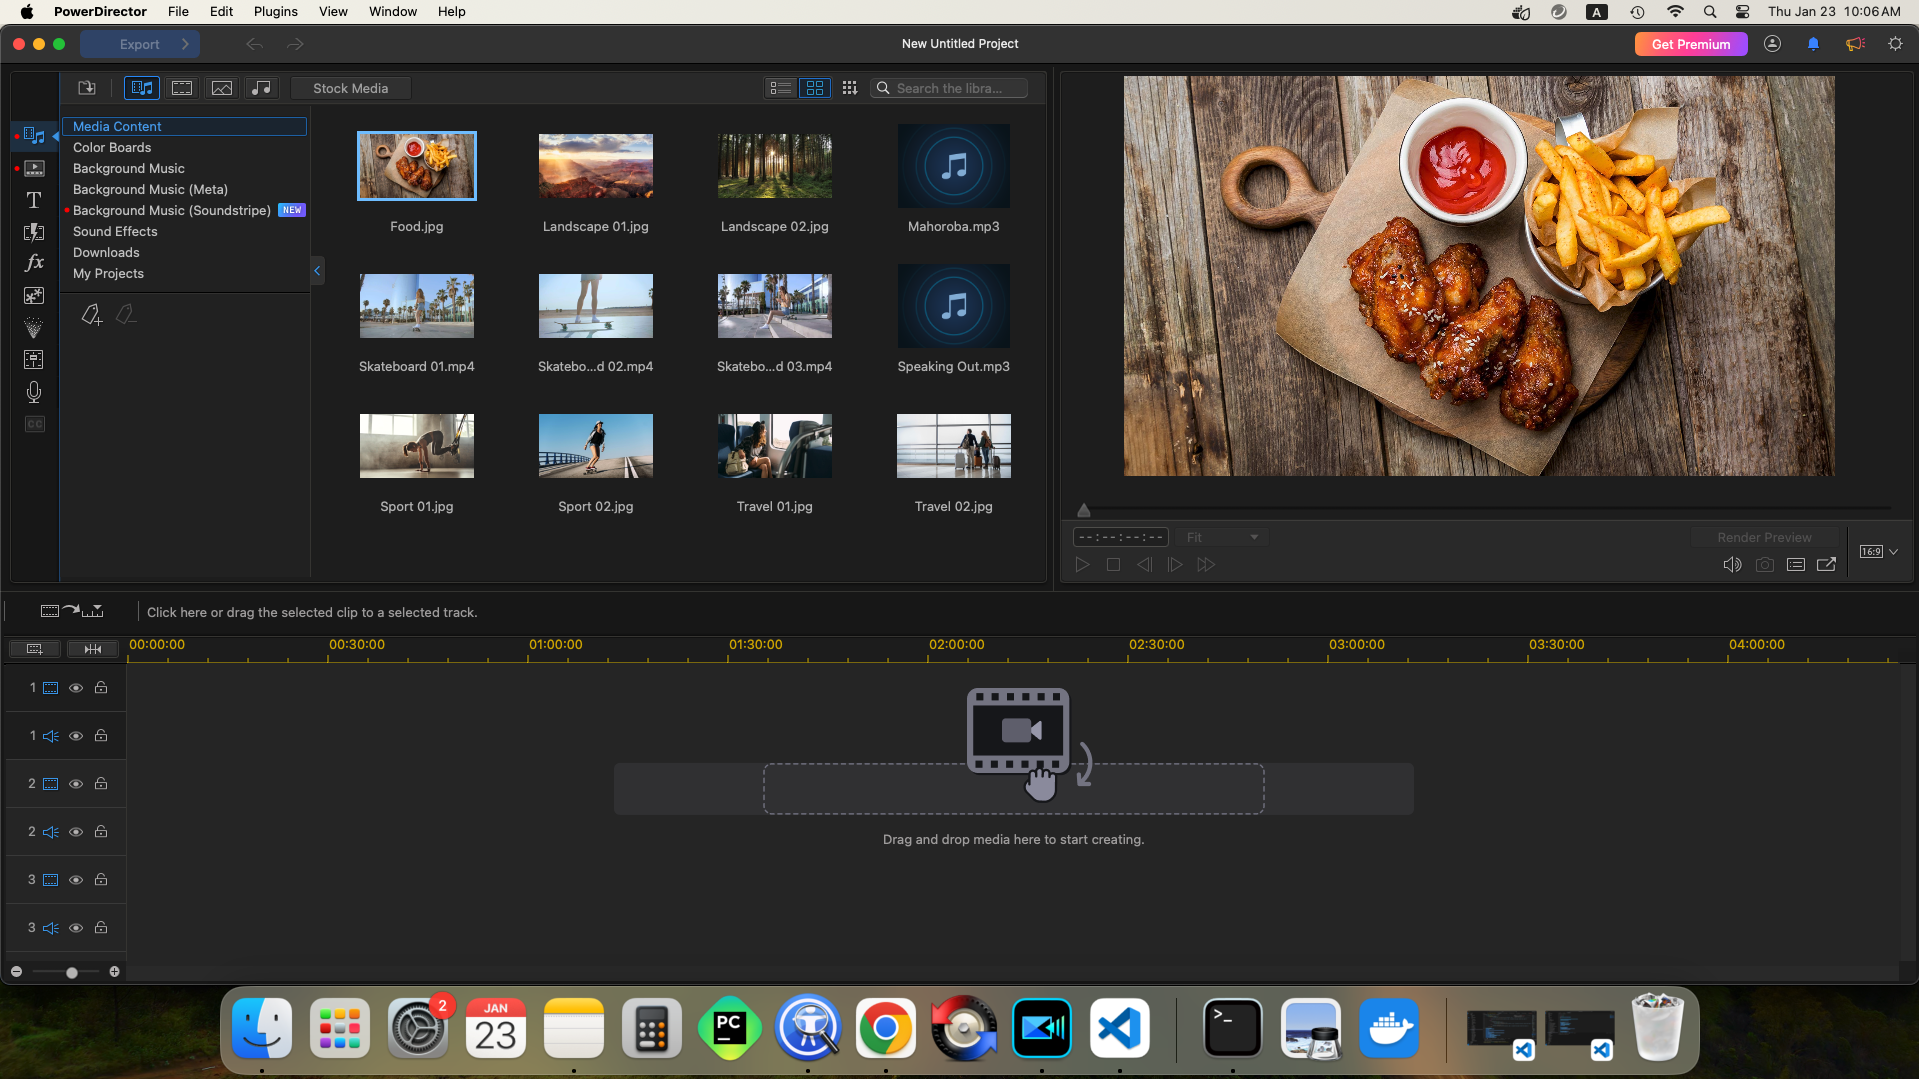 PowerDirector File Edit Plugins View Window Help A Thu Jan 23 10:06 AM
Export New Untitled Project Get Premium
Stock Media Search the libra...
Media Content
Color Boards
Background Music
Background Music (Meta)
Background Music (Soundstripe) NEW
Sound Effects
Downloads
My Projects
T
fx
CC
Food.jpg Landscape 01.jpg Landscape 02.jpg Mahoroba.mp3
Skateboard 01.mp4 Skatebo...d 02.mp4 Skatebo...d 03.mp4 Speaking Out.mp3
Sport 01.jpg Sport 02.jpg Travel 01.jpg Travel 02.jpg
--:--:--:-- Fit Render Preview
16:9
Click here or drag the selected clip to a selected track.
00:00:00 00:30:00 01:00:00 01:30:00 02:00:00 02:30:00 03:00:00 03:30:00 04:00:00
1
1
2
2
3
3
Drag and drop media here to start creating.
2
JAN
23
PC
>_